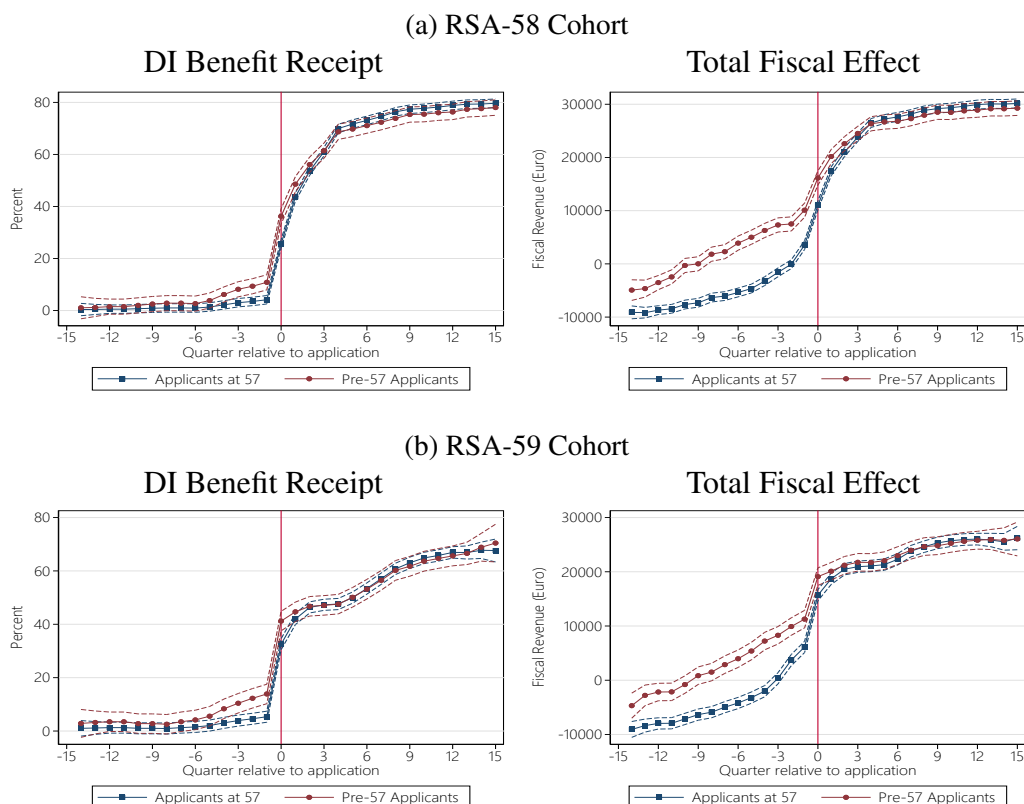 (a) RSA-58 Cohort
DI Benefit Receipt
Total Fiscal Effect
80
60
40
20
0
Percent
-15 -12 -9 -6 -3 0 3 6 9 12 15
Quarter relative to application
Applicants at 57 Pre-57 Applicants
30000
20000
10000
0
-10000
Fiscal Revenue (Euro)
-15 -12 -9 -6 -3 0 3 6 9 12 15
Quarter relative to application
Applicants at 57 Pre-57 Applicants
(b) RSA-59 Cohort
DI Benefit Receipt
Total Fiscal Effect
80
60
40
20
0
Percent
-15 -12 -9 -6 -3 0 3 6 9 12 15
Quarter relative to application
Applicants at 57 Pre-57 Applicants
30000
20000
10000
0
-10000
Fiscal Revenue (Euro)
-15 -12 -9 -6 -3 0 3 6 9 12 15
Quarter relative to application
Applicants at 57 Pre-57 Applicants